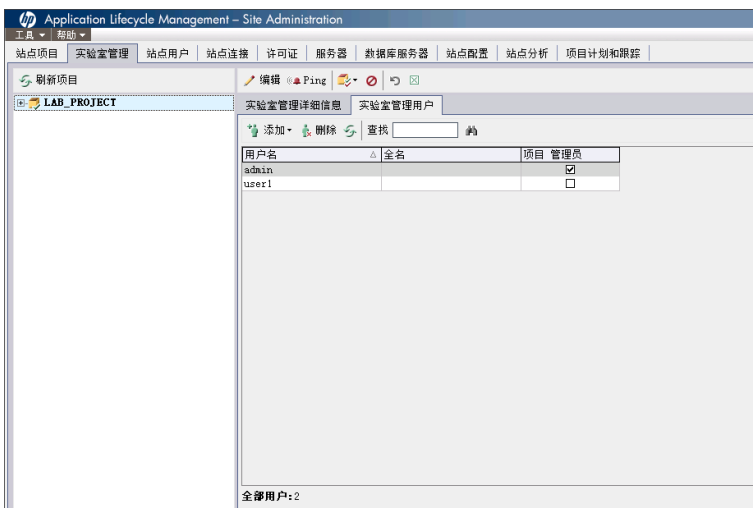 hp Application Lifecycle Management – Site Administration
工具 帮助
站点项目 实验室管理 站点用户 站点连接 许可证 服务器 数据库服务器 站点配置 站点分析 项目计划和跟踪
刷新项目
编辑 Ping
LAB_PROJECT
实验室管理详细信息 实验室管理用户
添加 删除 查找
用户名 全名 项目 管理员
admin
user1
全部用户:2